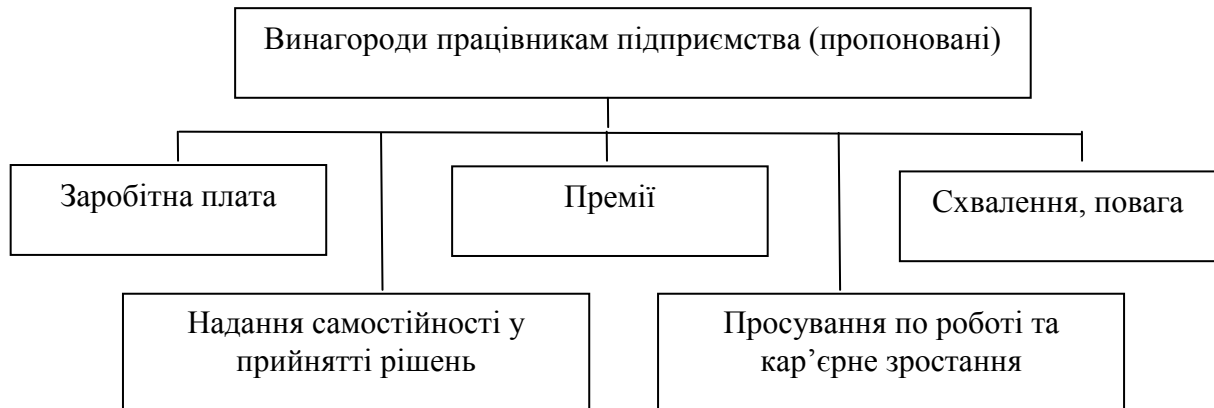 Винагороди працівникам підприємства (пропоновані)
Заробітна плата
Премії
Схвалення, повага
Надання самостійності у
прийнятті рішень
Просування по роботі та
кар’єрне зростання